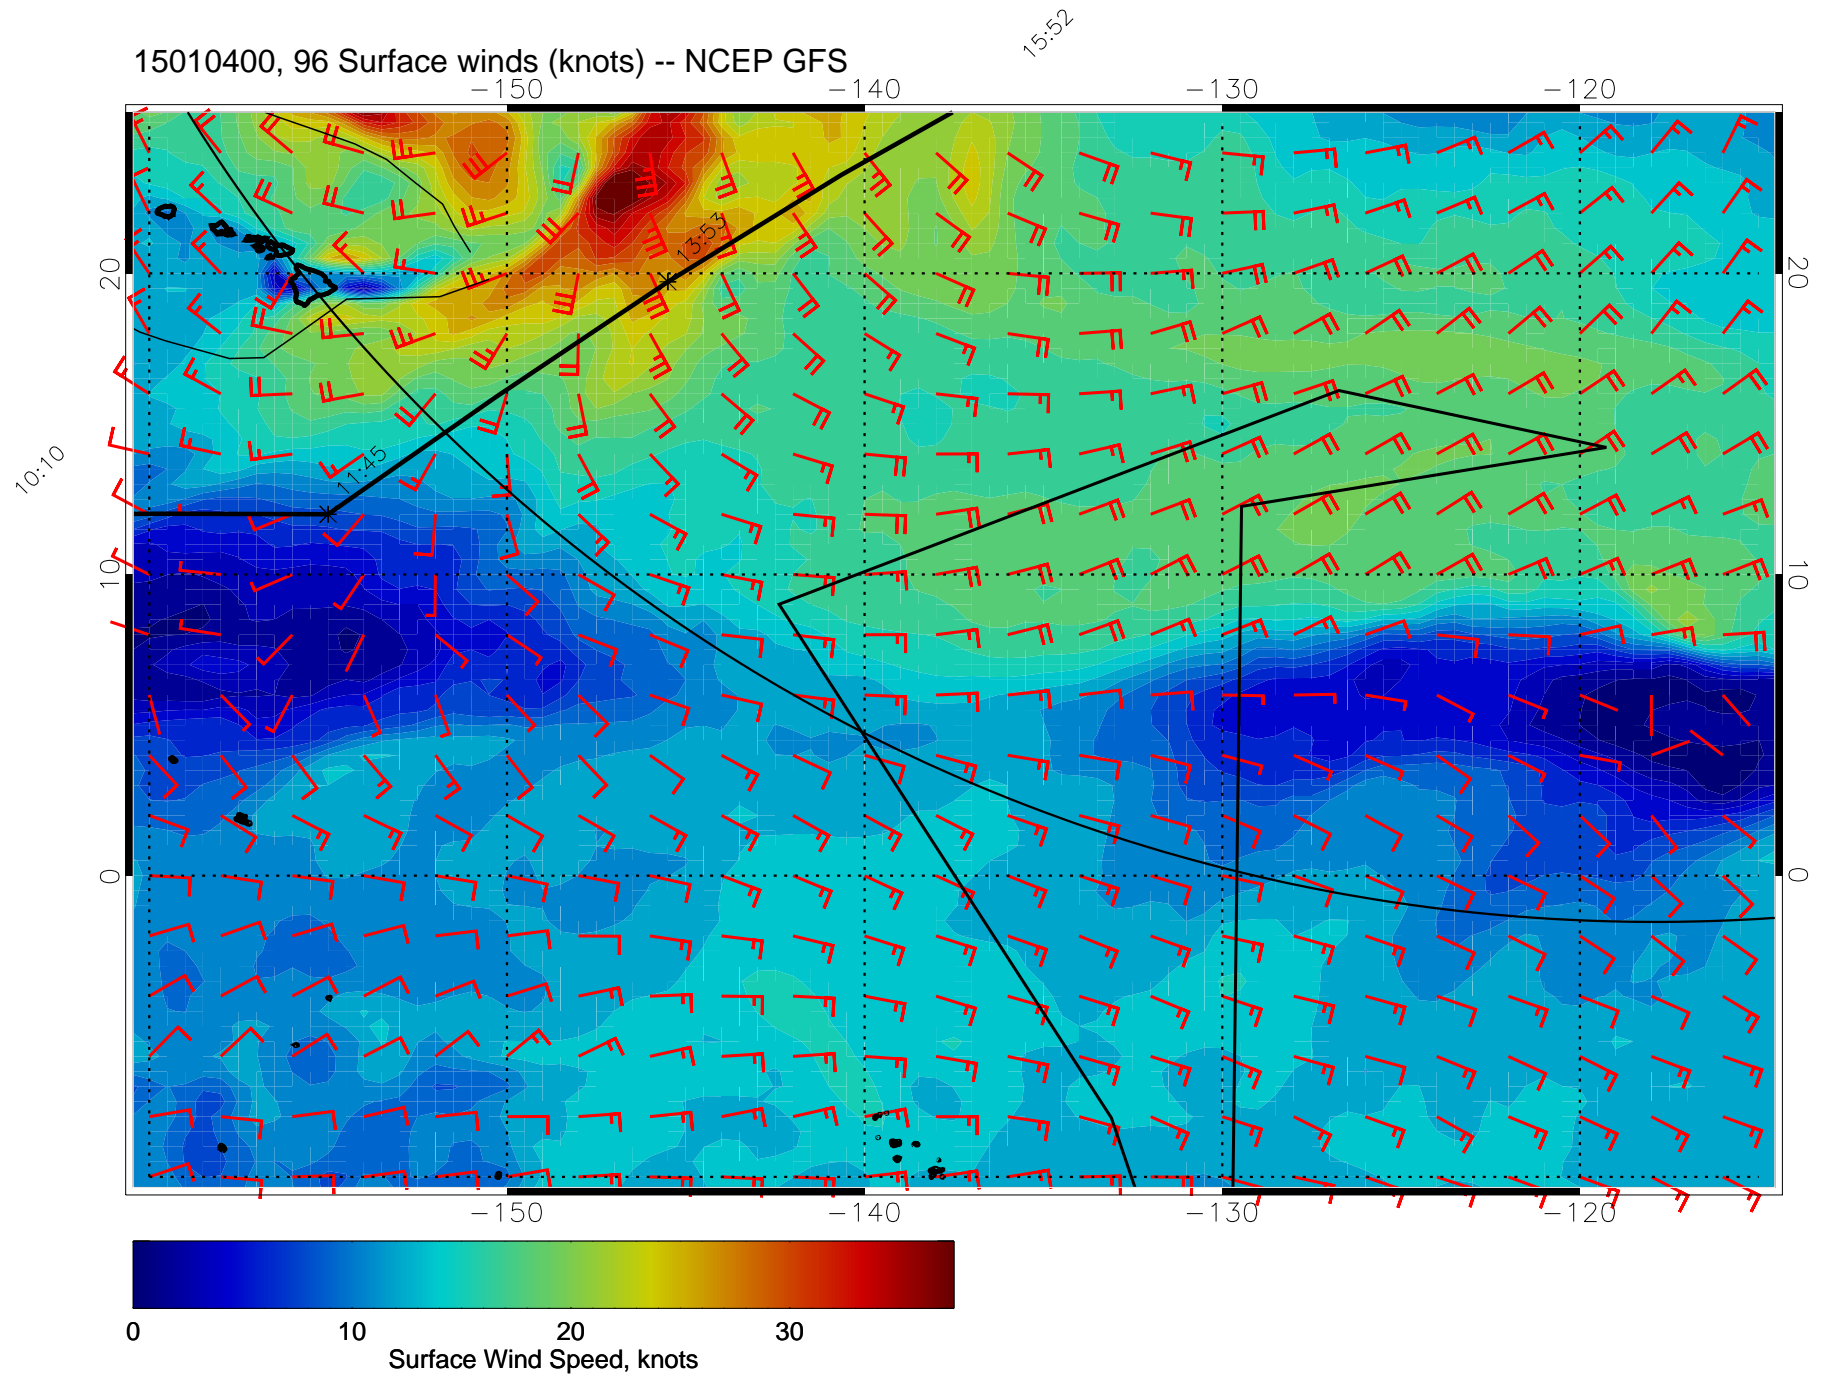 15:52
15010400, 96 Surface winds (knots) -- NCEP GFS
-150 -140 -130 -120
13:53
20 20
11:45
10:10
10 10
0 0
-150 -140 -130 -120
0 10 20 30
Surface Wind Speed, knots